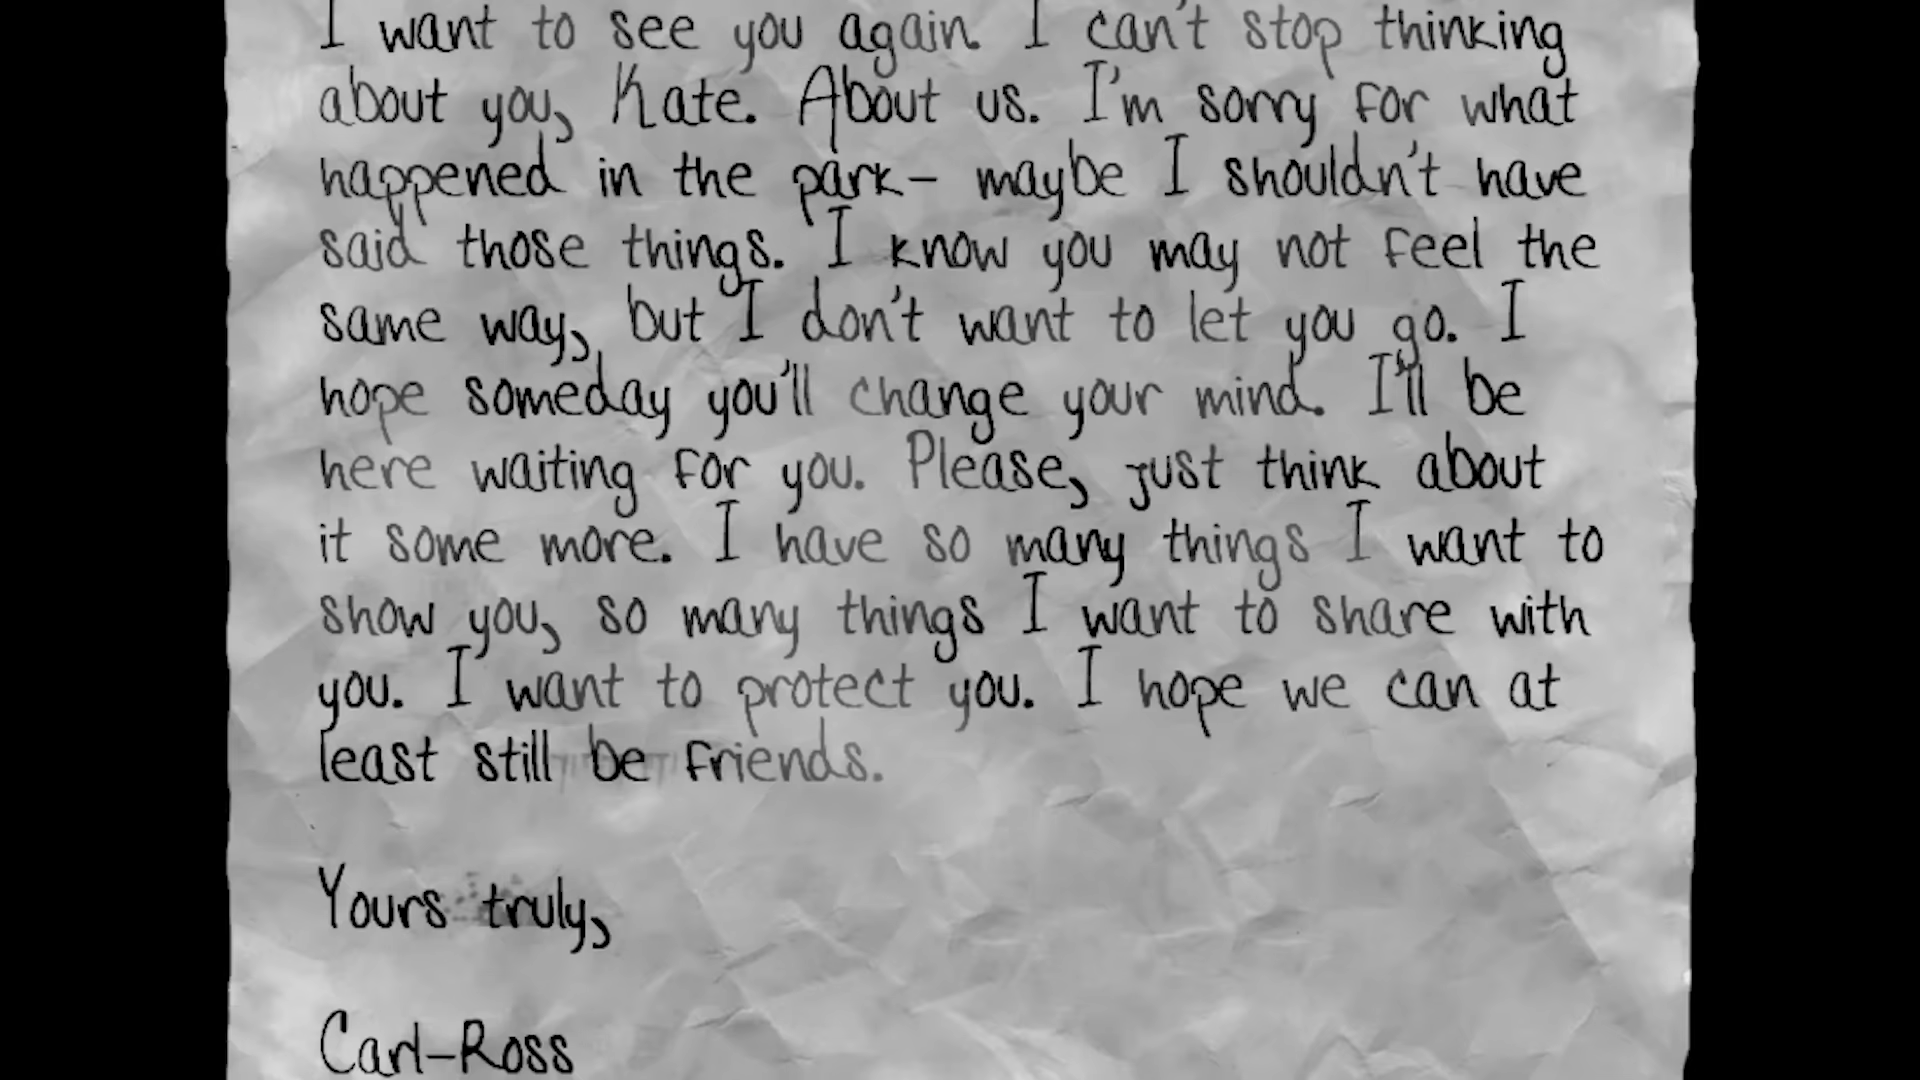 I want to see you again. I can't stop thinking
about you, Kate. About us. I'm sorry for what
happened in the park- maybe I shouldn't have
said those things. I know you may not feel the
same way, but I don't want to let you go. I
hope someday you'll change your mind. I'll be
here waiting for you. Please, just think about
it some more. I have so many things I want to
show you, so many things I want to share with
you. I want to protect you. I hope we can at
least still be friends.
Yours truly,
Carl-Ross